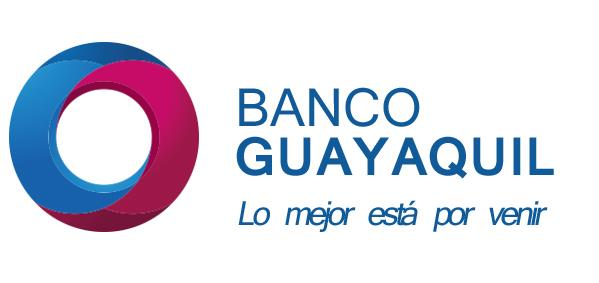 BANCO
GUAYAQUIL
Lo mejor está por venir